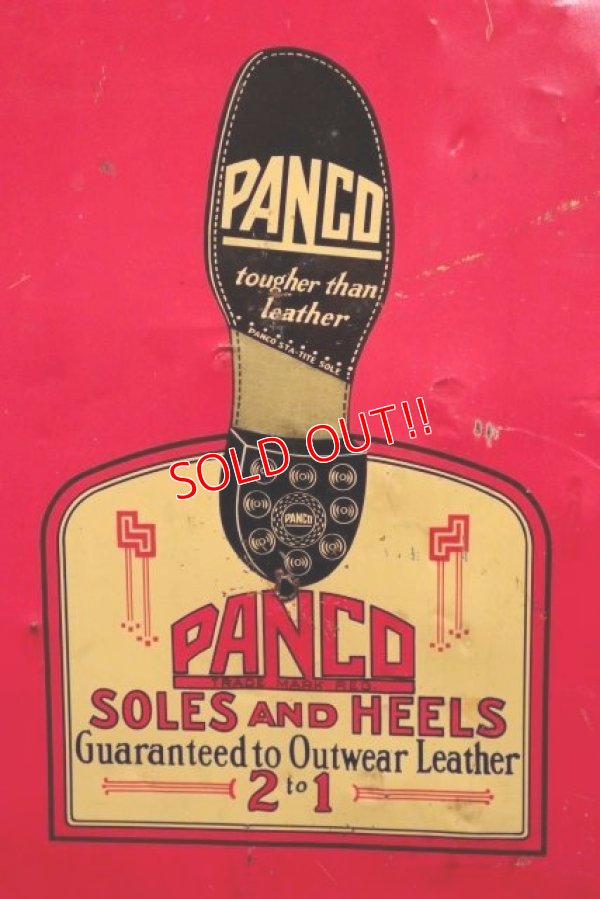 PANCO
tougher than
leather
PANCO STA-TITE SOLE
SOLD OUT!!
PANCO
PANCO
TRADE MARK REG.
SOLES AND HEELS
Guaranteed to Outwear Leather
2 to 1